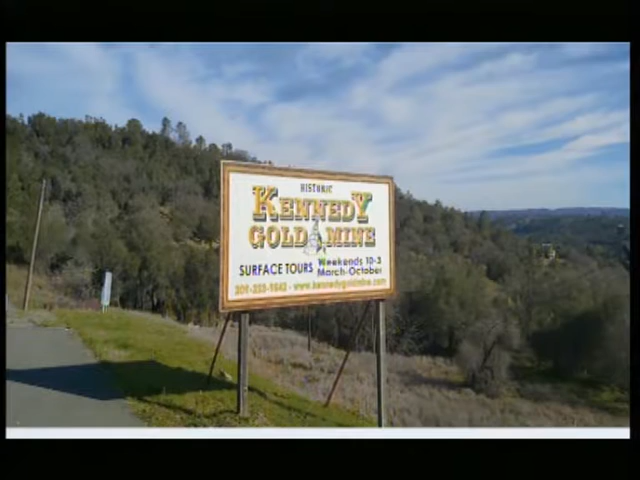 HISTORIC
KENNEDY
GOLD MINE
SURFACE TOURS Weekends 10-3
March-October
www.kennedygoldmine.com